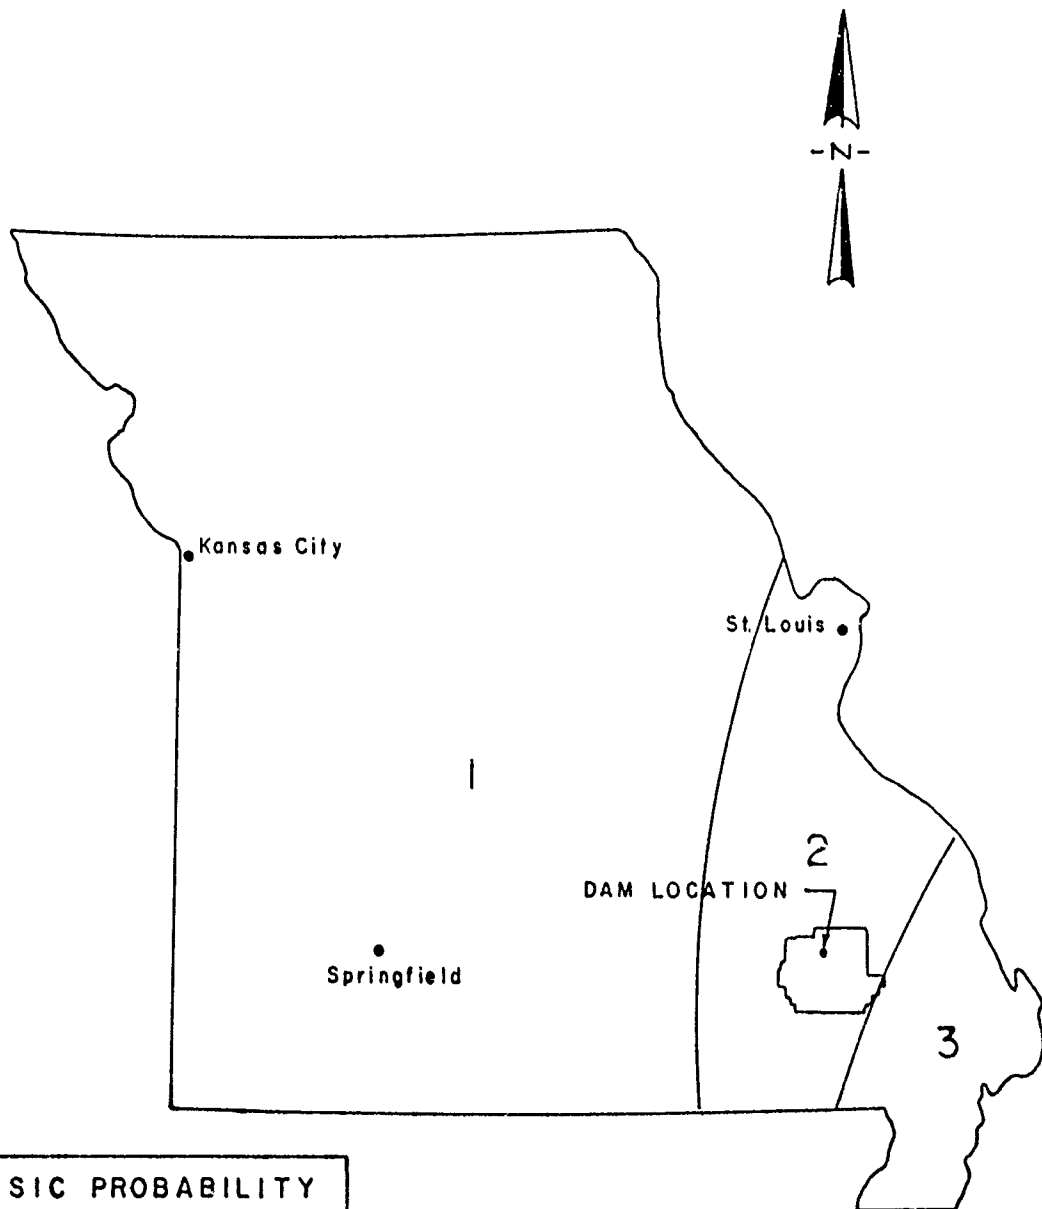 -N-
Kansas City
St. Louis
1
2
DAM LOCATION
Springfield
3
SIC PROBABILITY